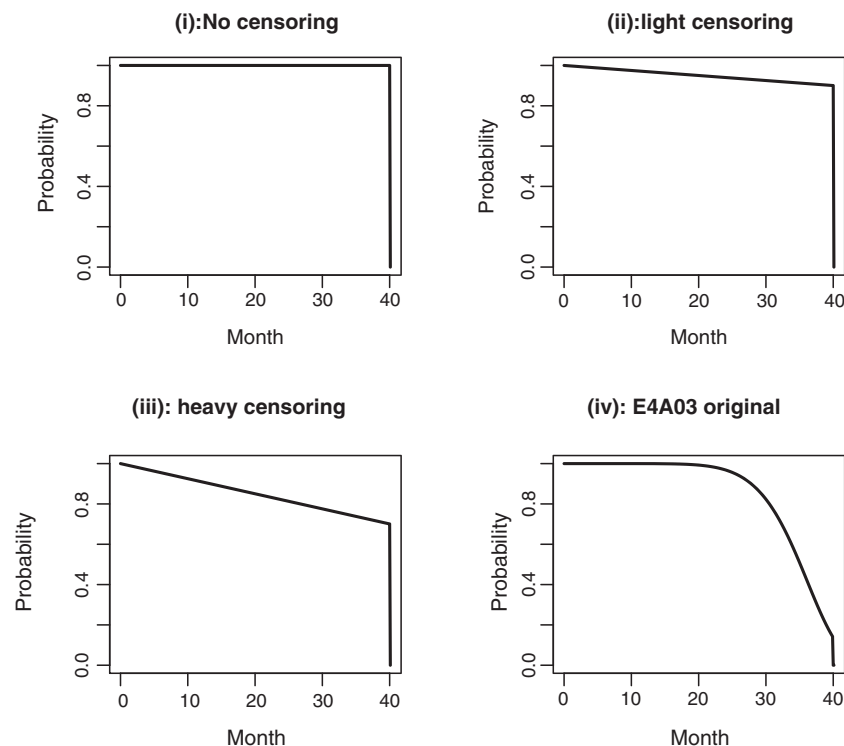 (i):No censoring
Probability
0.0 0.4 0.8
0 10 20 30 40
Month
(ii):light censoring
Probability
0.0 0.4 0.8
0 10 20 30 40
Month
(iii): heavy censoring
Probability
0.0 0.4 0.8
0 10 20 30 40
Month
(iv): E4A03 original
Probability
0.0 0.4 0.8
0 10 20 30 40
Month